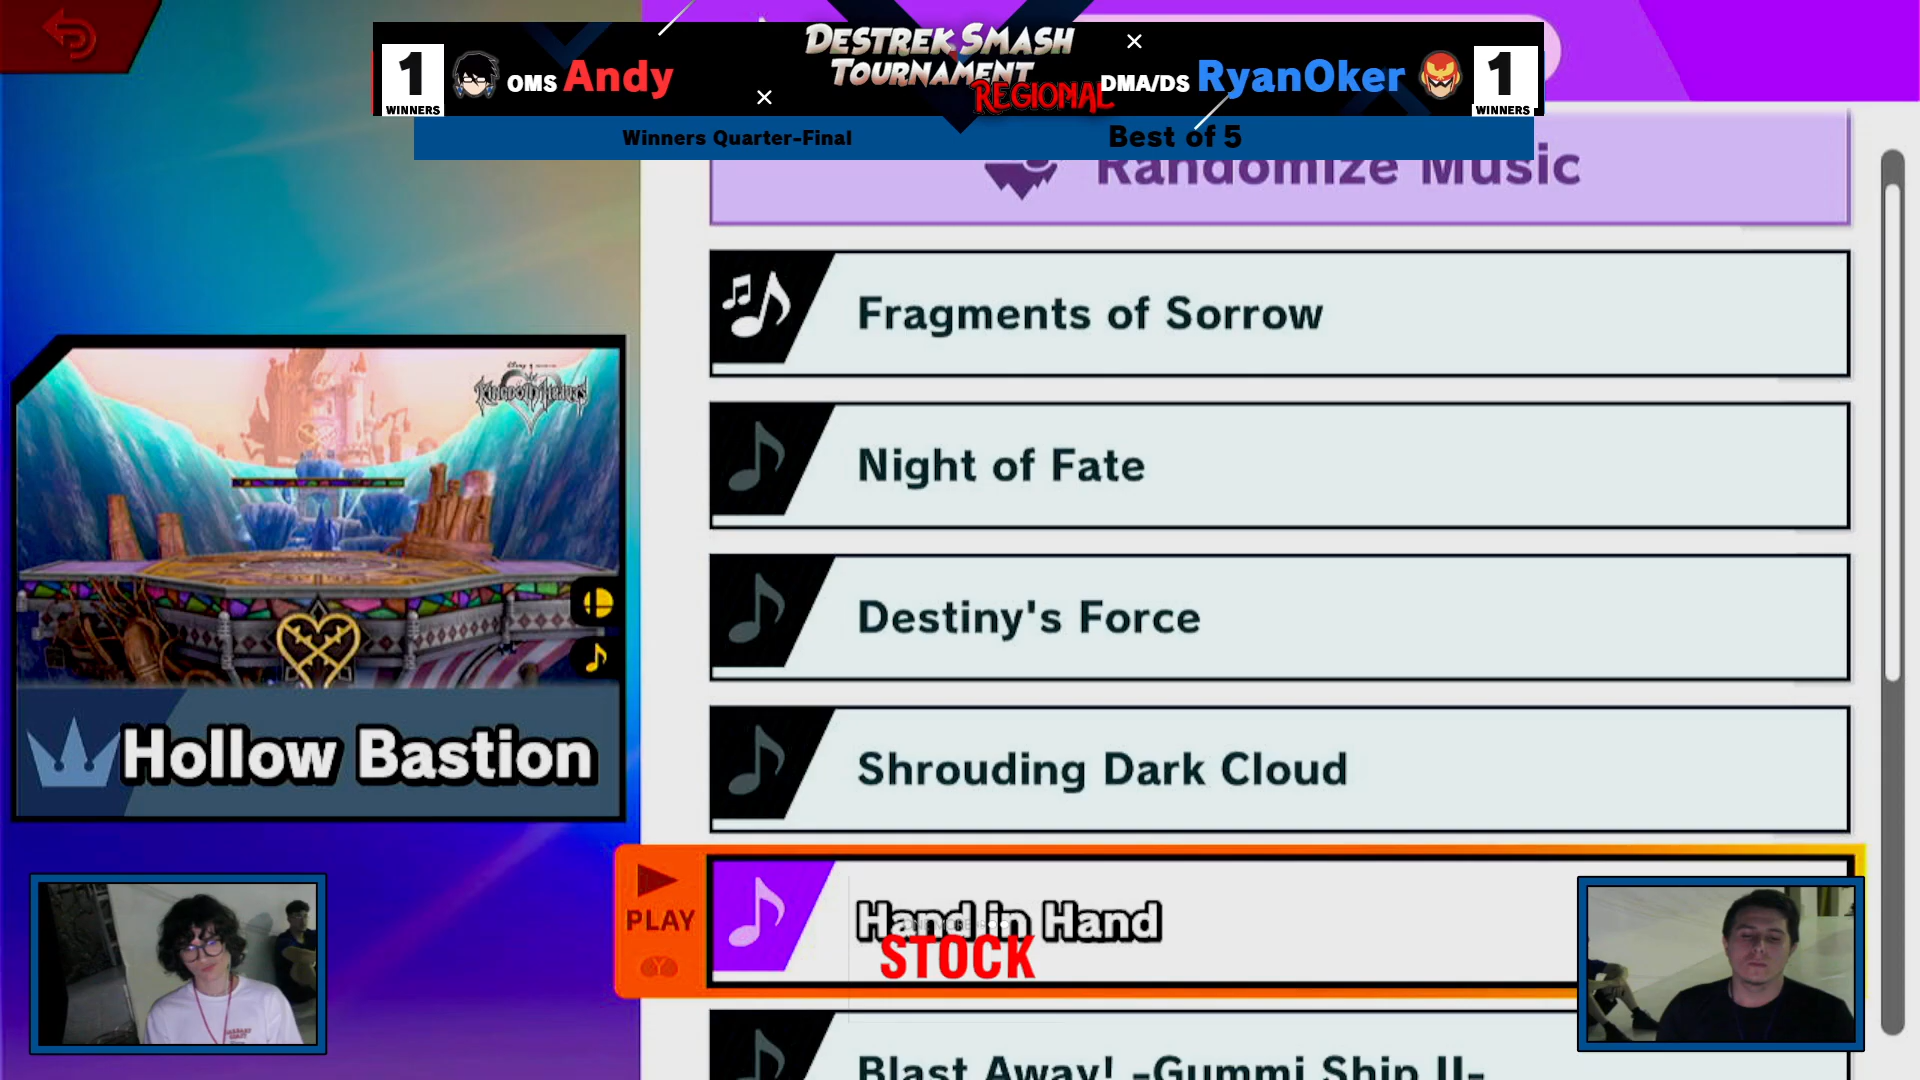 1
WINNERS
OMS Andy
DESTREK SMASH
TOURNAMENT
REGIONAL
DMA/DS RyanOker
1
WINNERS
Winners Quarter-Final
Best of 5
Randomize Music
Fragments of Sorrow
Night of Fate
Destiny's Force
Shrouding Dark Cloud
KINGDOM HEARTS
Hollow Bastion
PLAY
Y
Hand in Hand
STOCK
Blast Away! -Gummi Ship II-